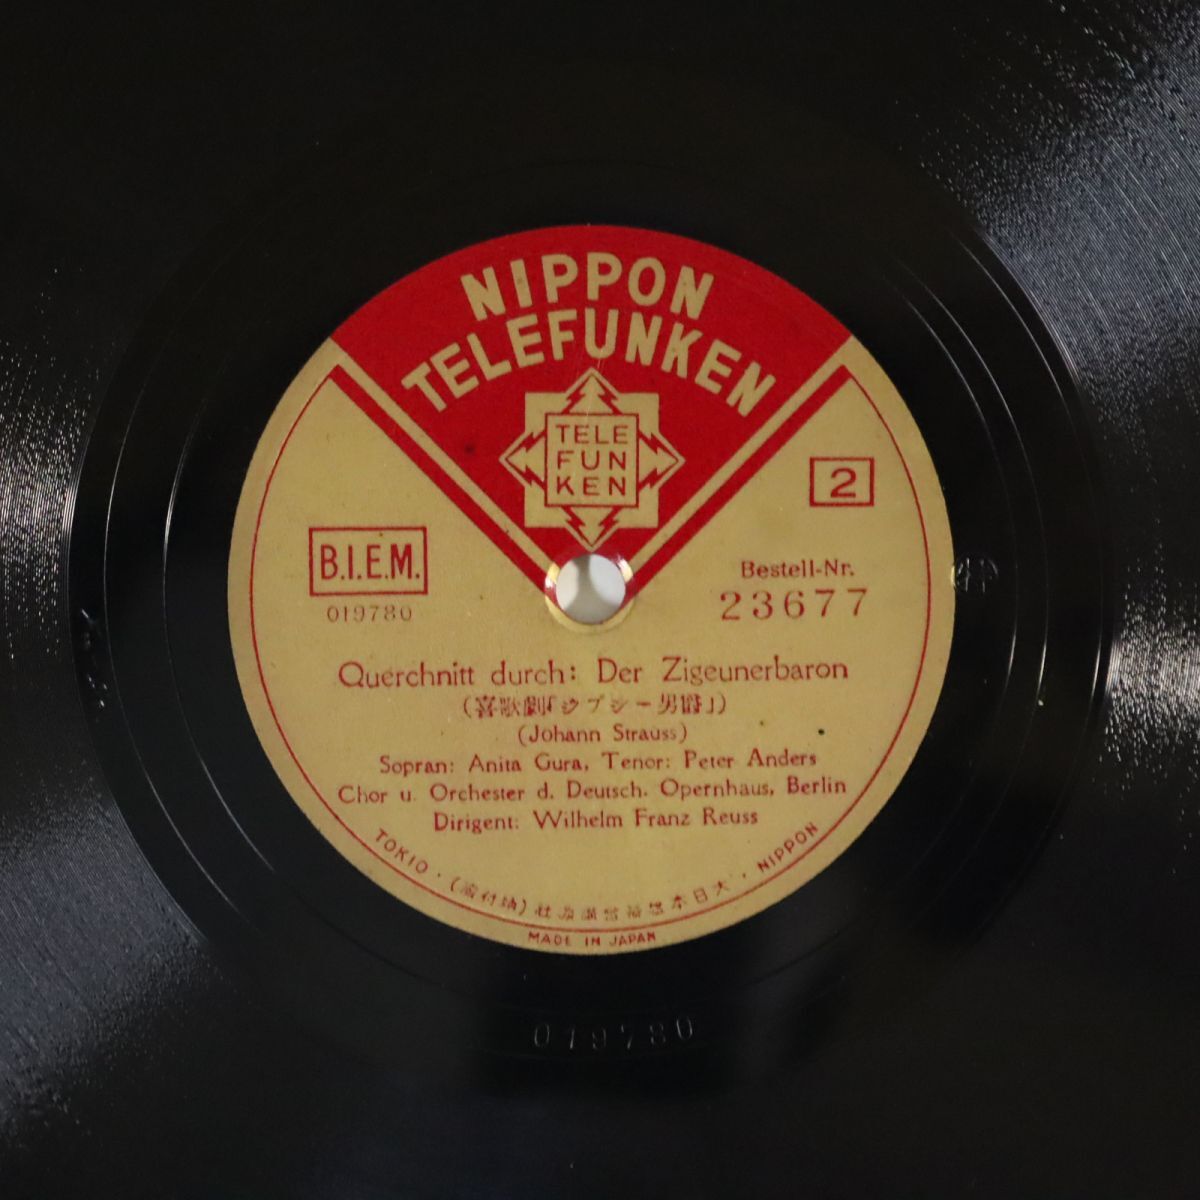 NIPPON
TELEFUNKEN
TELE
FUN
KEN
2
B.I.E.M.
019780
Bestell-Nr.
23677
Querchnitt durch: Der Zigeunerbaron
(喜歌劇「ジプシー男爵」)
(Johann Strauss)
Sopran: Anita Gura, Tenor: Peter Anders
Chor u. Orchester d. Deutsch. Opernhaus, Berlin
Dirigent: Wilhelm Franz Reuss
TOKIO · NIPPON
MADE IN JAPAN
019780